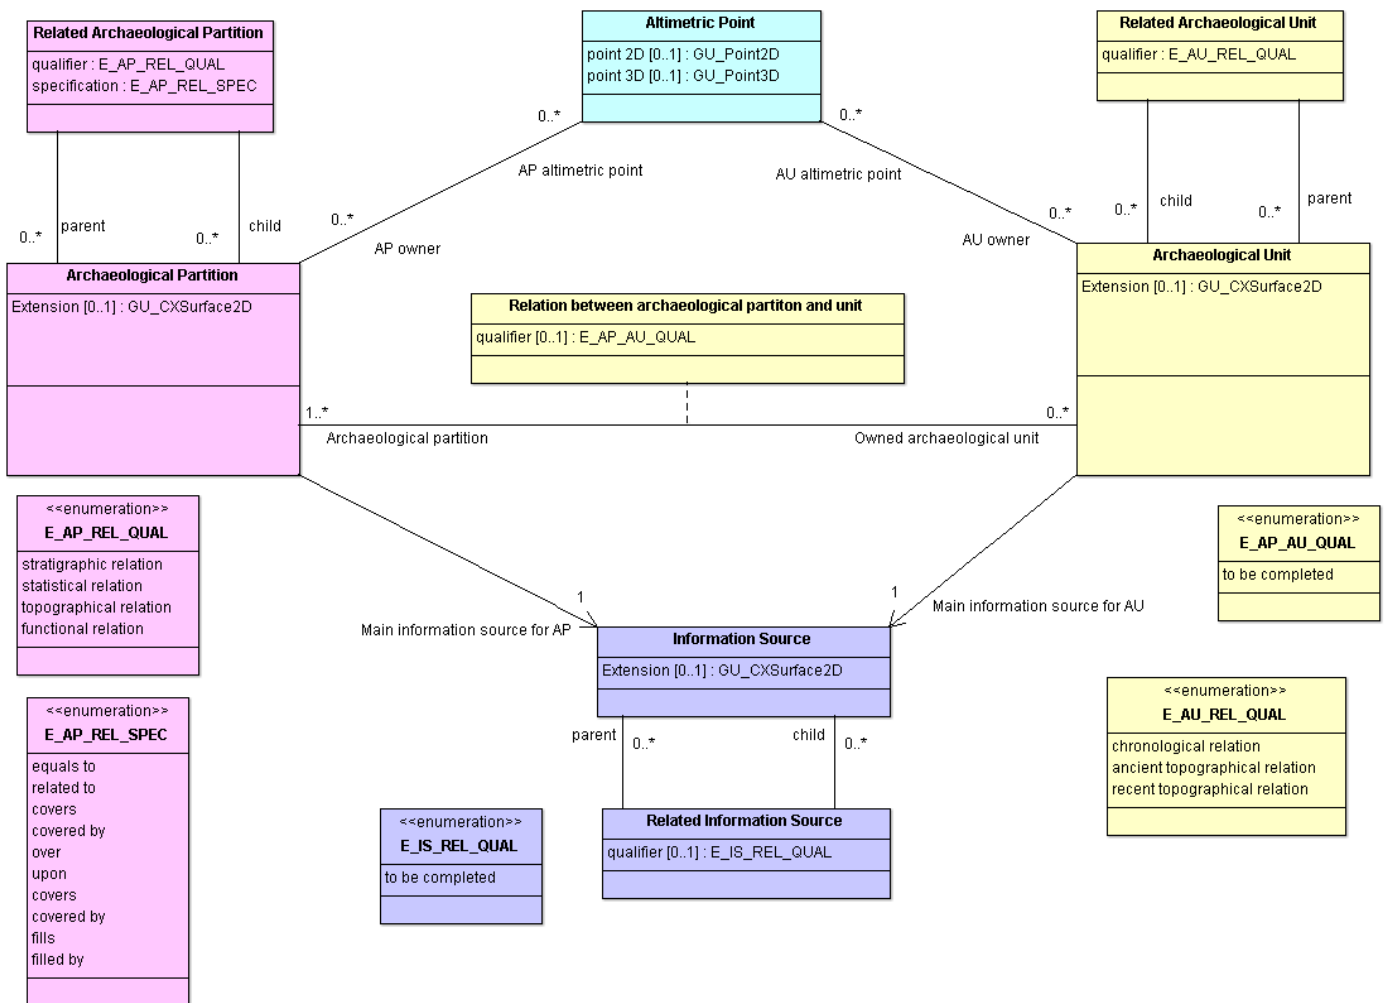 Related Archaeological Partition
qualifier : E_AP_REL_QUAL
specification : E_AP_REL_SPEC
Altimetric Point
point 2D [0..1] : GU_Point2D
point 3D [0..1] : GU_Point3D
Related Archaeological Unit
qualifier : E_AU_REL_QUAL
0..*
0..*
AP altimetric point
AU altimetric point
0..*
parent
0..*
child
0..*
AP owner
0..*
AU owner
0..*
child
0..*
parent
Archaeological Partition
Extension [0..1] : GU_CXSurface2D
Archaeological Unit
Extension [0..1] : GU_CXSurface2D
Relation between archaeological partiton and unit
qualifier [0..1] : E_AP_AU_QUAL
1..*
0..*
Archaeological partition
Owned archaeological unit
<<enumeration>>
E_AP_REL_QUAL
stratigraphic relation
statistical relation
topographical relation
functional relation
<<enumeration>>
E_AP_AU_QUAL
to be completed
1
Main information source for AP
1
Main information source for AU
Information Source
Extension [0..1] : GU_CXSurface2D
parent
0..*
child
0..*
<<enumeration>>
E_AP_REL_SPEC
equals to
related to
covers
covered by
over
upon
covers
covered by
fills
filled by
<<enumeration>>
E_IS_REL_QUAL
to be completed
Related Information Source
qualifier [0..1] : E_IS_REL_QUAL
<<enumeration>>
E_AU_REL_QUAL
chronological relation
ancient topographical relation
recent topographical relation